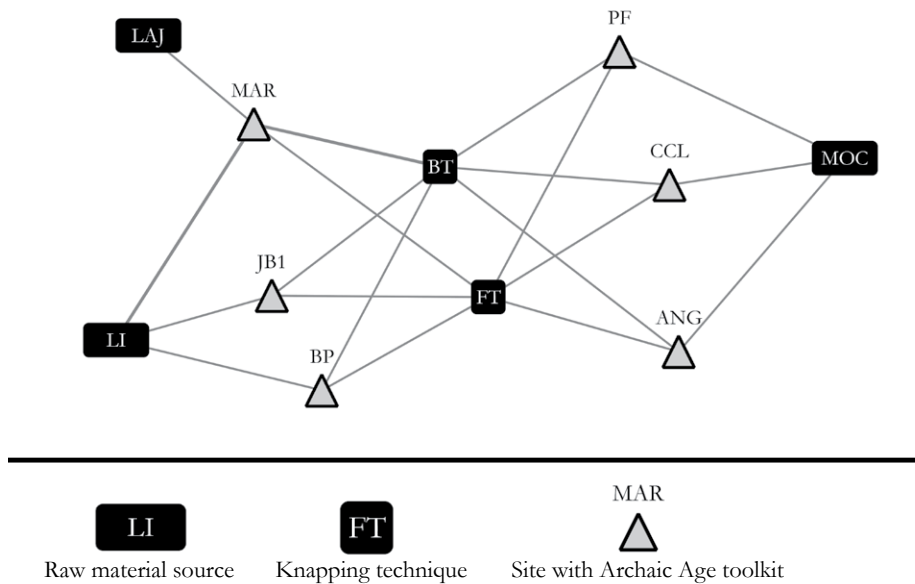 PF
LAJ
MAR
CCL
MOC
BT
JB1
FT
ANG
LI
BP
MAR
LI
FT
Raw material source
Knapping technique
Site with Archaic Age toolkit